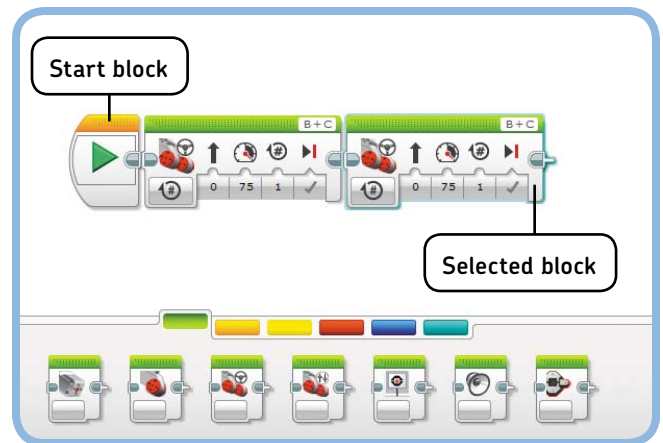 Start block
B+C B+C
# #
0 75 1 0 75 1
# #
Selected block